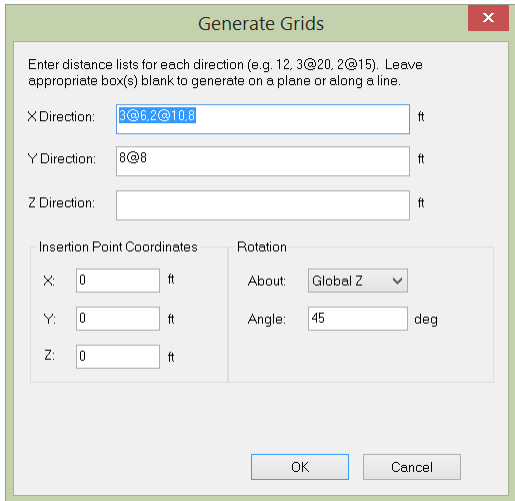 Generate Grids
Enter distance lists for each direction (e.g. 12, 3@20, 2@15). Leave
appropriate box(s) blank to generate on a plane or along a line.
X Direction: 3@6,2@10,8 ft
Y Direction: 8@8 ft
Z Direction: ft
Insertion Point Coordinates Rotation
X: 0 ft About: Global Z
Y: 0 ft Angle: 45 deg
Z: 0 ft
OK Cancel